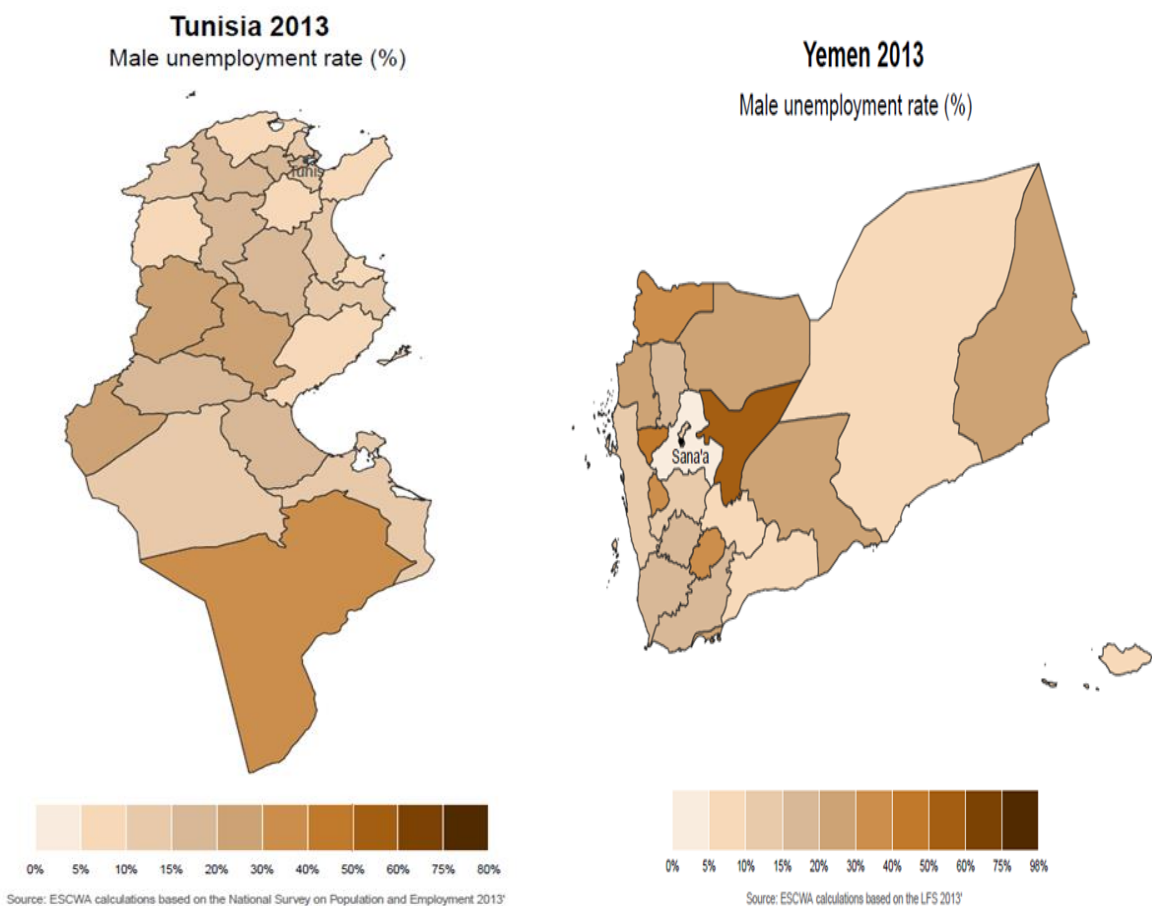 Tunisia 2013
Male unemployment rate (%)
Tunis
0% 5% 10% 15% 20% 30% 40% 50% 60% 75% 80%
Source: ESCWA calculations based on the National Survey on Population and Employment 2013'
Yemen 2013
Male unemployment rate (%)
Sana'a
0% 5% 10% 15% 20% 30% 40% 50% 60% 75% 98%
Source: ESCWA calculations based on the LFS 2013'